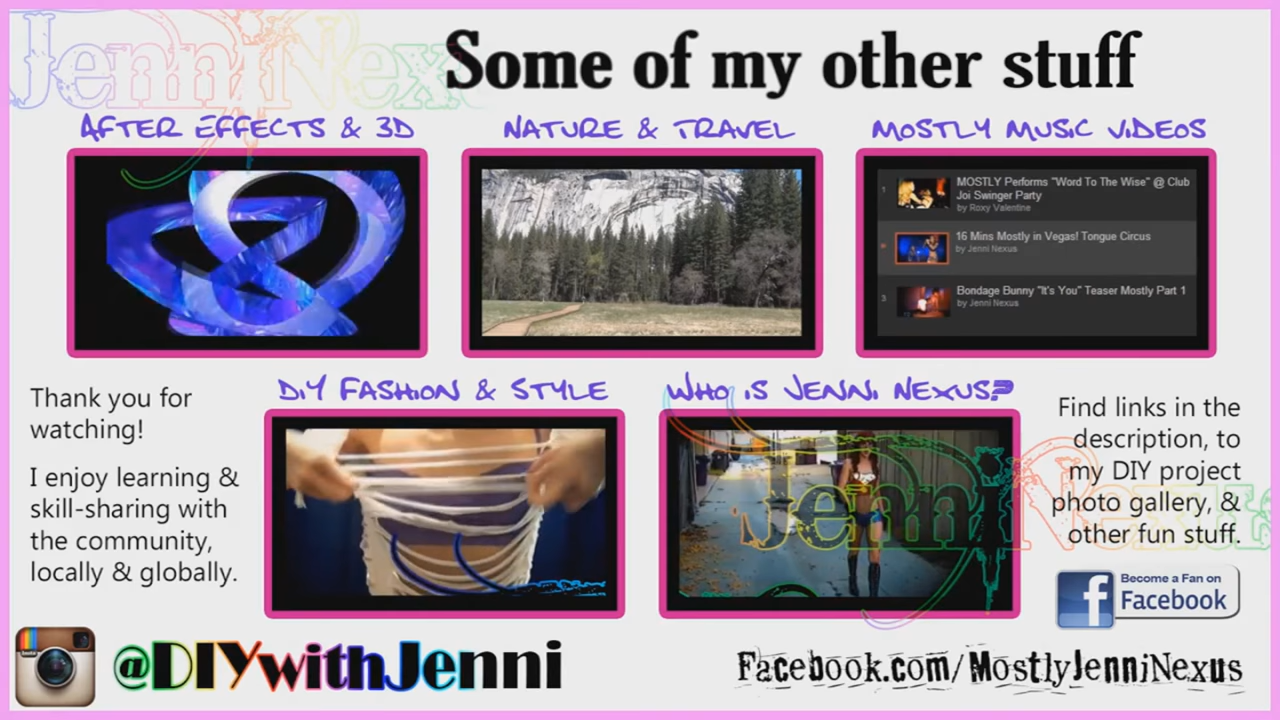 JenniNexus
Some of my other stuff
AFTER EFFECTS & 3D
NATURE & TRAVEL
MOSTLY MUSIC VIDEOS
1
MOSTLY Performs "Word To The Wise" @ Club
Joi Swinger Party
by Roxy Valentine
16 Mins Mostly in Vegas! Tongue Circus
by Jenni Nexus
3
Bondage Bunny "It's You" Teaser Mostly Part 1
by Jenni Nexus
Thank you for
watching!
I enjoy learning &
skill-sharing with
the community,
locally & globally.
DIY FASHION & STYLE
WHO IS JENNI NEXUS?
JenniNexus
Find links in the
description, to
my DIY project
photo gallery, &
other fun stuff.
Become a Fan on
Facebook
@DIYwithJenni
Facebook.com/MostlyJenniNexus